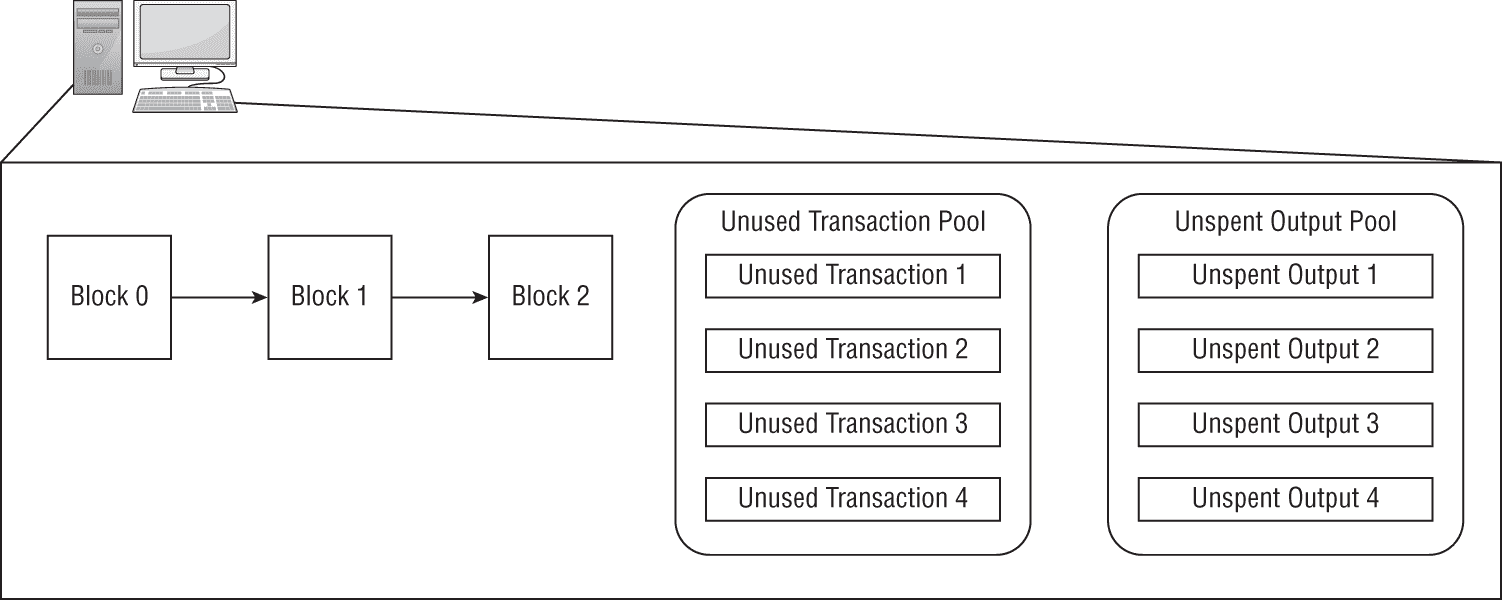 Block 0
Block 1
Block 2
Unused Transaction Pool
Unused Transaction 1
Unused Transaction 2
Unused Transaction 3
Unused Transaction 4
Unspent Output Pool
Unspent Output 1
Unspent Output 2
Unspent Output 3
Unspent Output 4